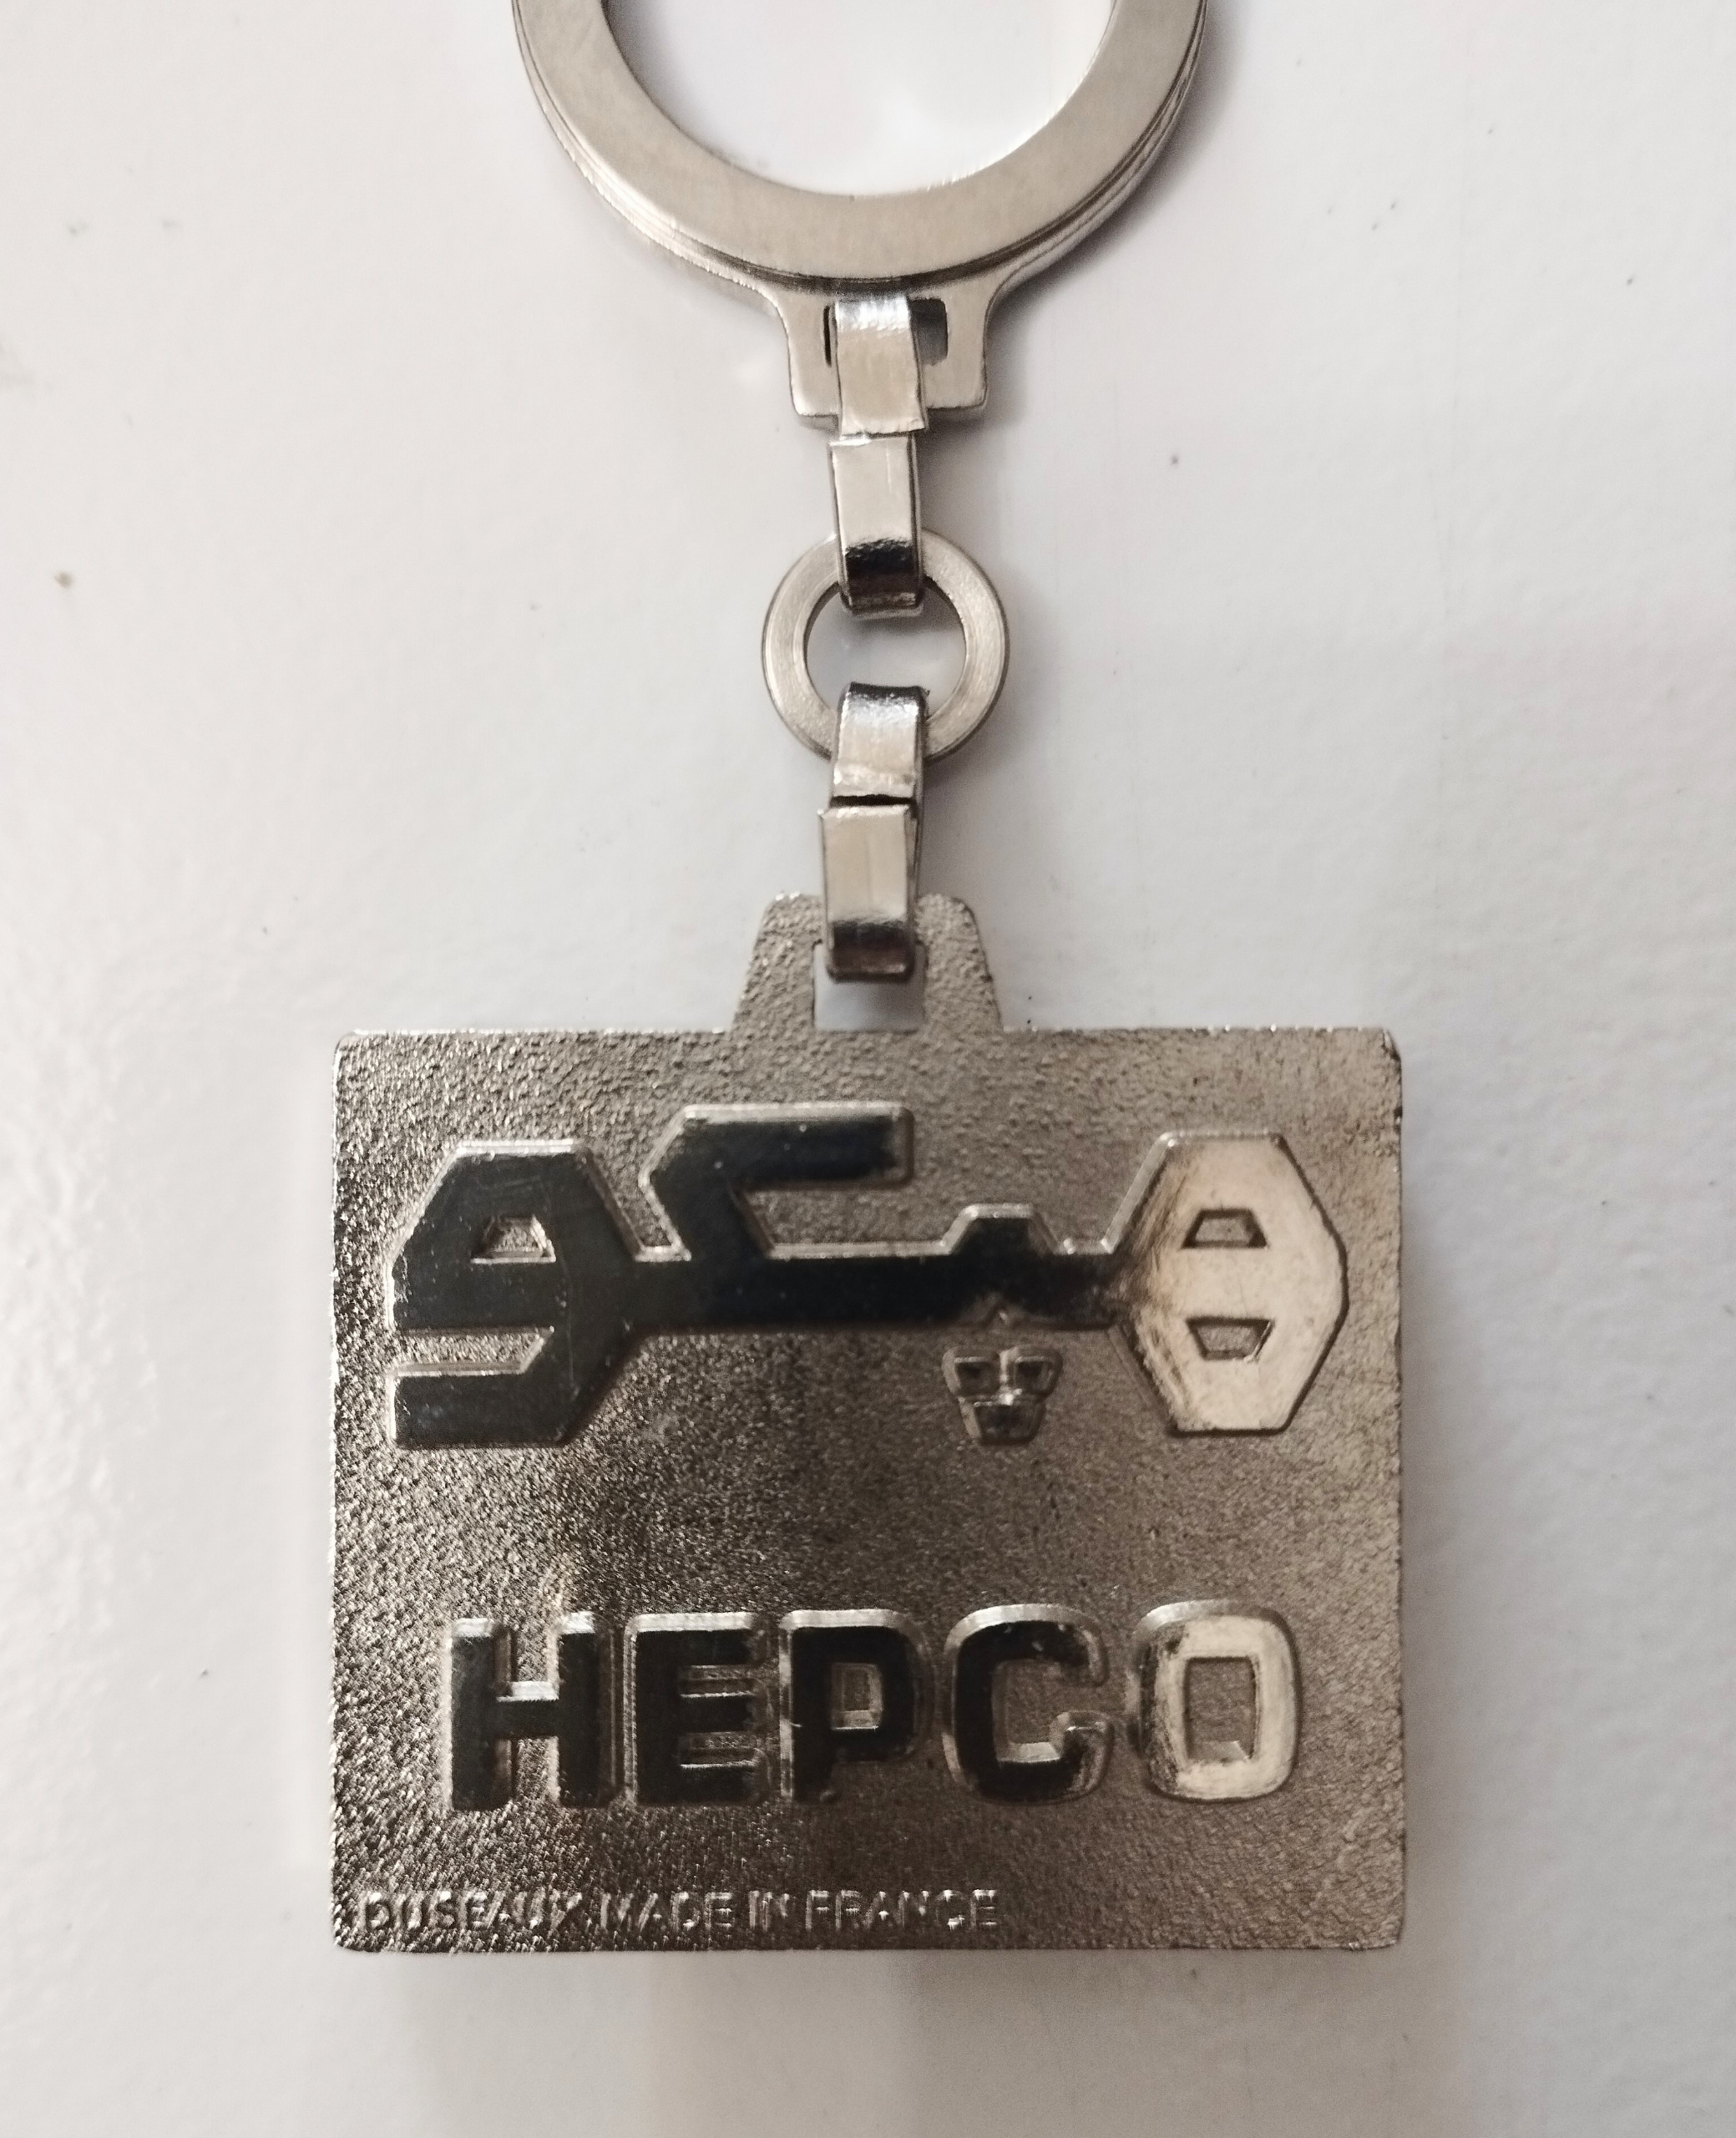 هپکو
HEPCO
DUSEAUX.MADE IN FRANCE